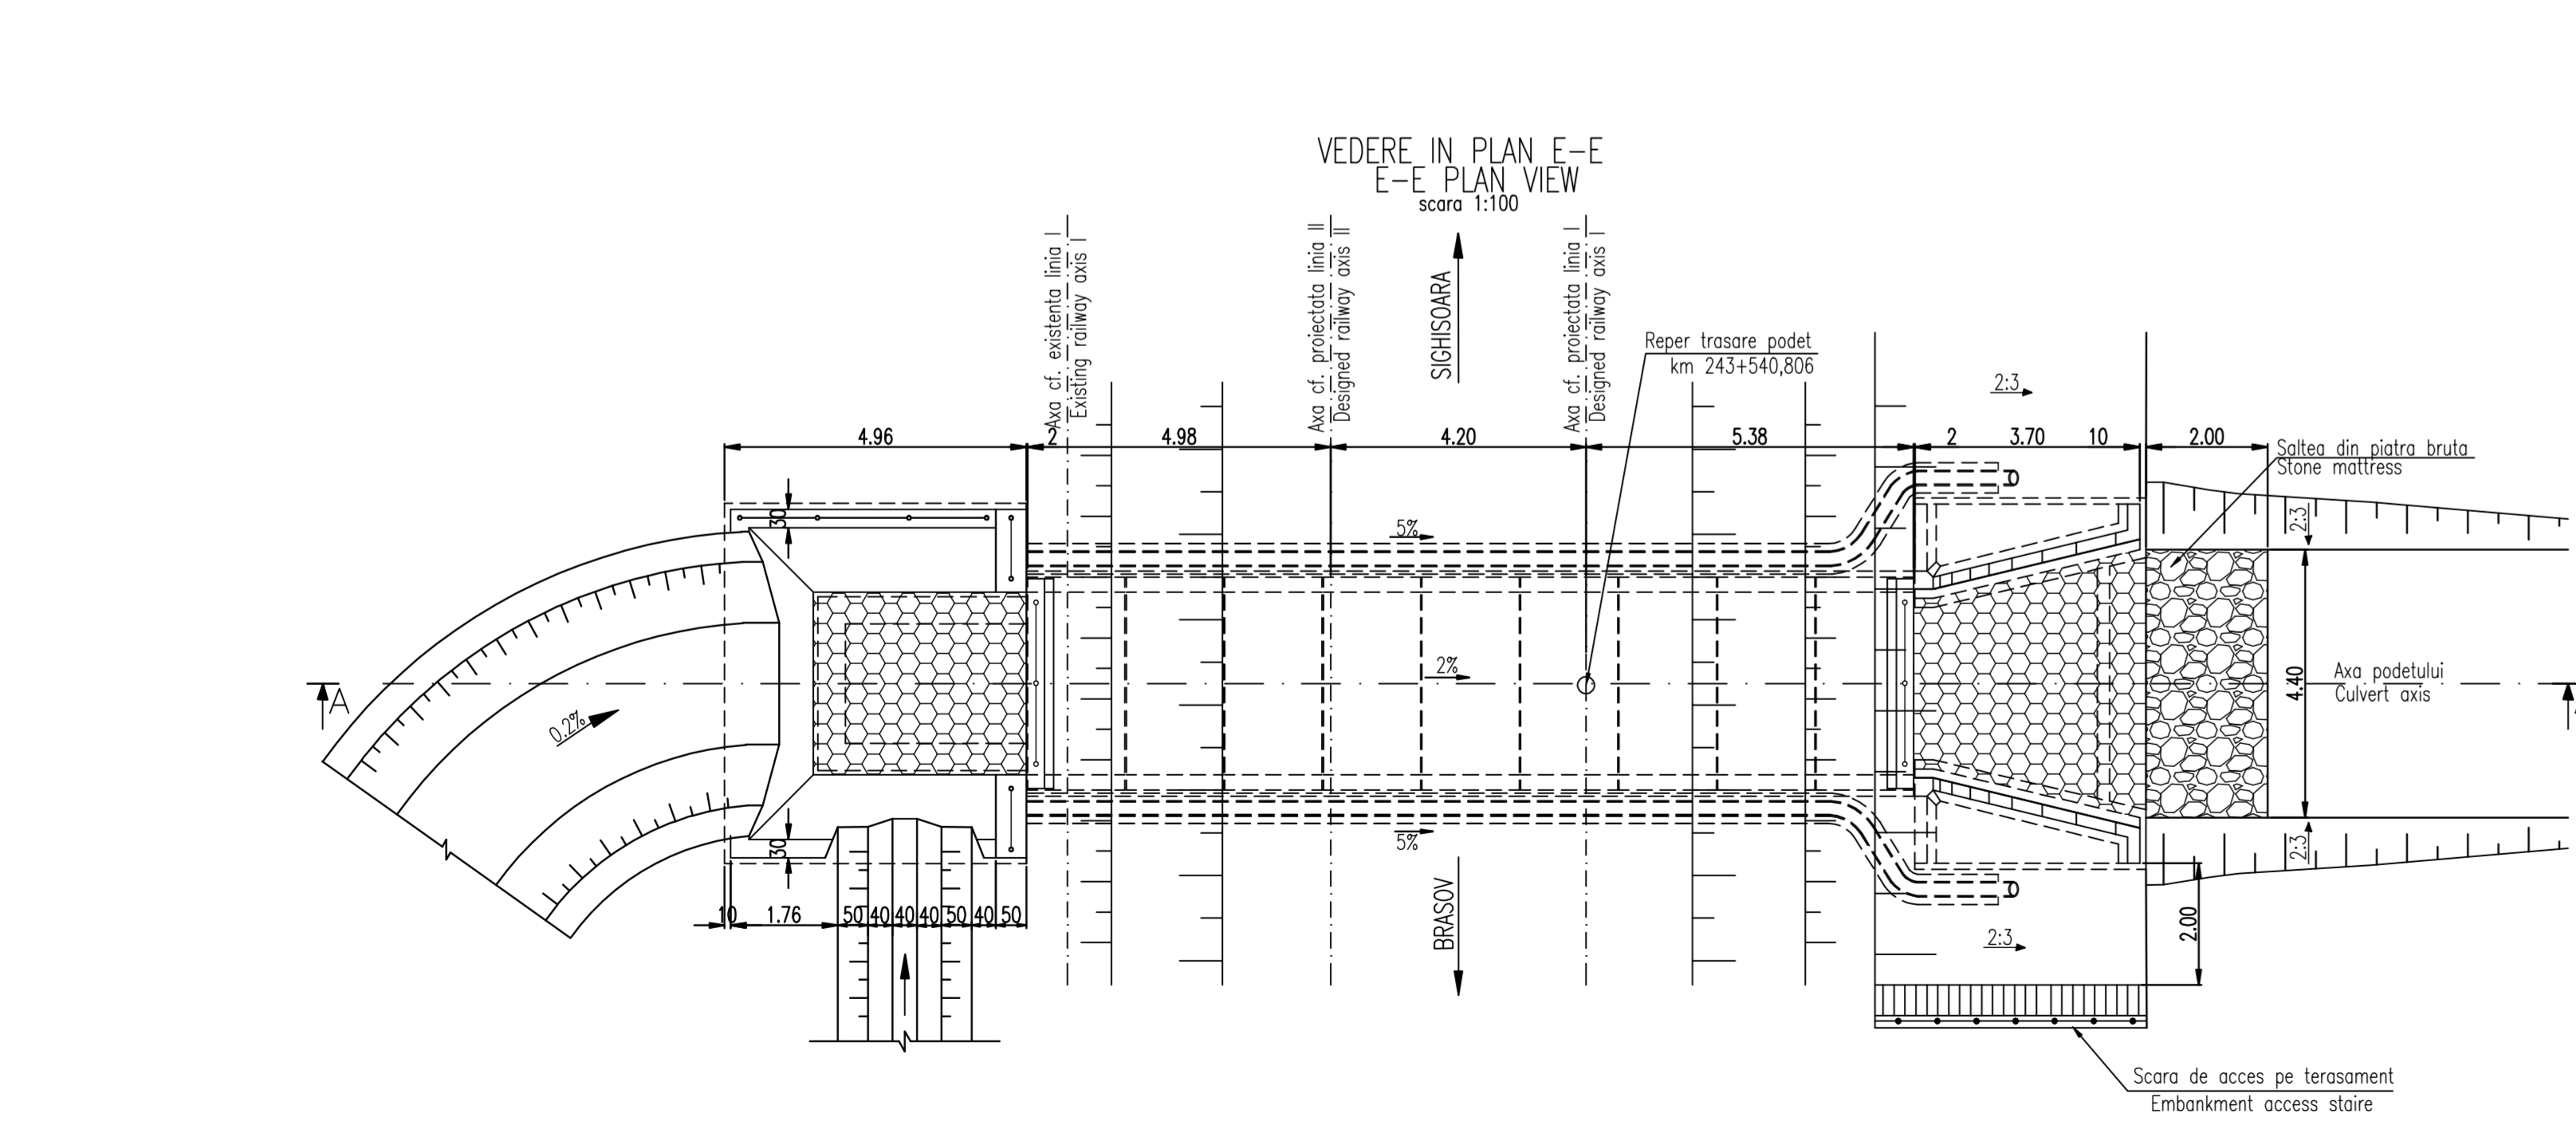 VEDERE IN PLAN E-E
E-E PLAN VIEW
scara 1:100
Axa cf. existenta linia I
Existing railway axis I
Axa cf. proiectata linia II
Designed railway axis II
SIGHISOARA
Axa cf. proiectata linia I
Designed railway axis I
Reper trasare podet
km 243+540,806
2:3
4.96
2
4.98
4.20
5.38
2
3.70
10
2.00
Saltea din piatra bruta
Stone mattress
30
5%
2:3
2%
A
0.2%
4.40
Axa podetului
Culvert axis
30
5%
2:3
10
1.76
50
40
40
40
50
40
50
BRASOV
2:3
2.00
Scara de acces pe terasament
Embankment access staire